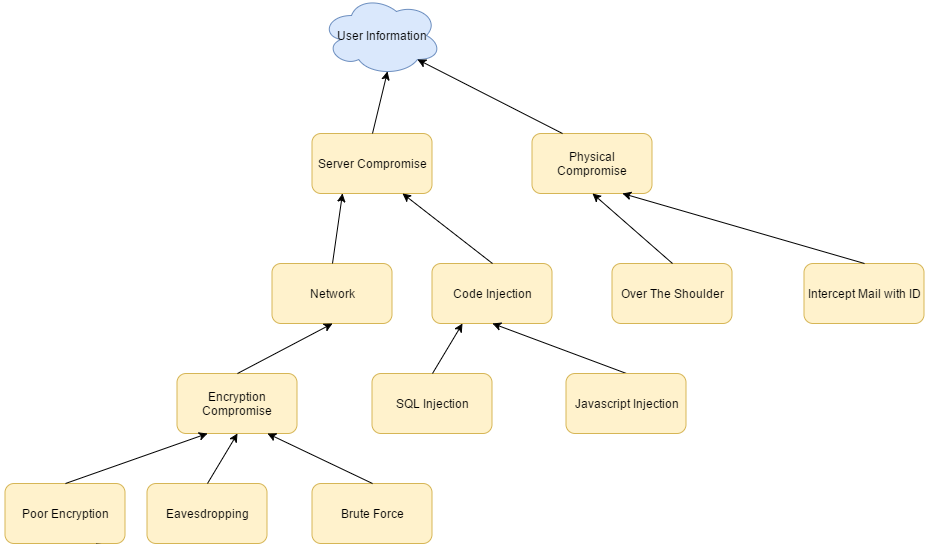 User Information
Server Compromise
Physical
Compromise
Network
Code Injection
Over The Shoulder
Intercept Mail with ID
Encryption
Compromise
SQL Injection
Javascript Injection
Poor Encryption
Eavesdropping
Brute Force